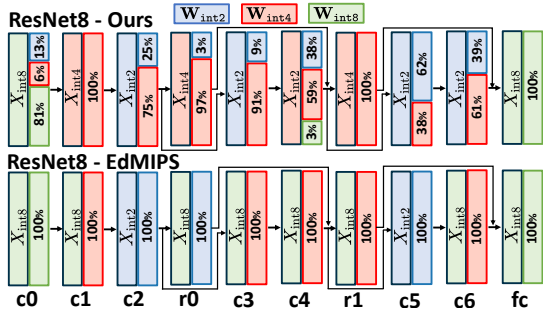 ResNet8 - Ours
W_int2 W_int4 W_int8
X_int8 13% 6% 81%
X_int4 100%
X_int2 25% 75%
X_int4 3% 97%
X_int2 9% 91%
X_int2 38% 59% 3%
X_int4 100%
X_int2 62% 38%
X_int2 39% 61%
X_int8 100%
ResNet8 - EdMIPS
X_int8 100%
X_int8 100%
X_int2 100%
X_int8 100%
X_int2 100%
X_int8 100%
X_int8 100%
X_int2 100%
X_int8 100%
X_int8 100%
c0 c1 c2 r0 c3 c4 r1 c5 c6 fc